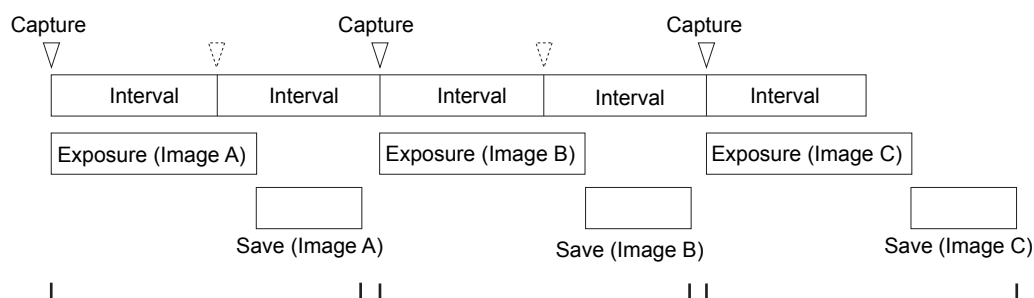 Capture Capture Capture
Interval Interval Interval Interval Interval
Exposure (Image A) Exposure (Image B) Exposure (Image C)
Save (Image A) Save (Image B) Save (Image C)